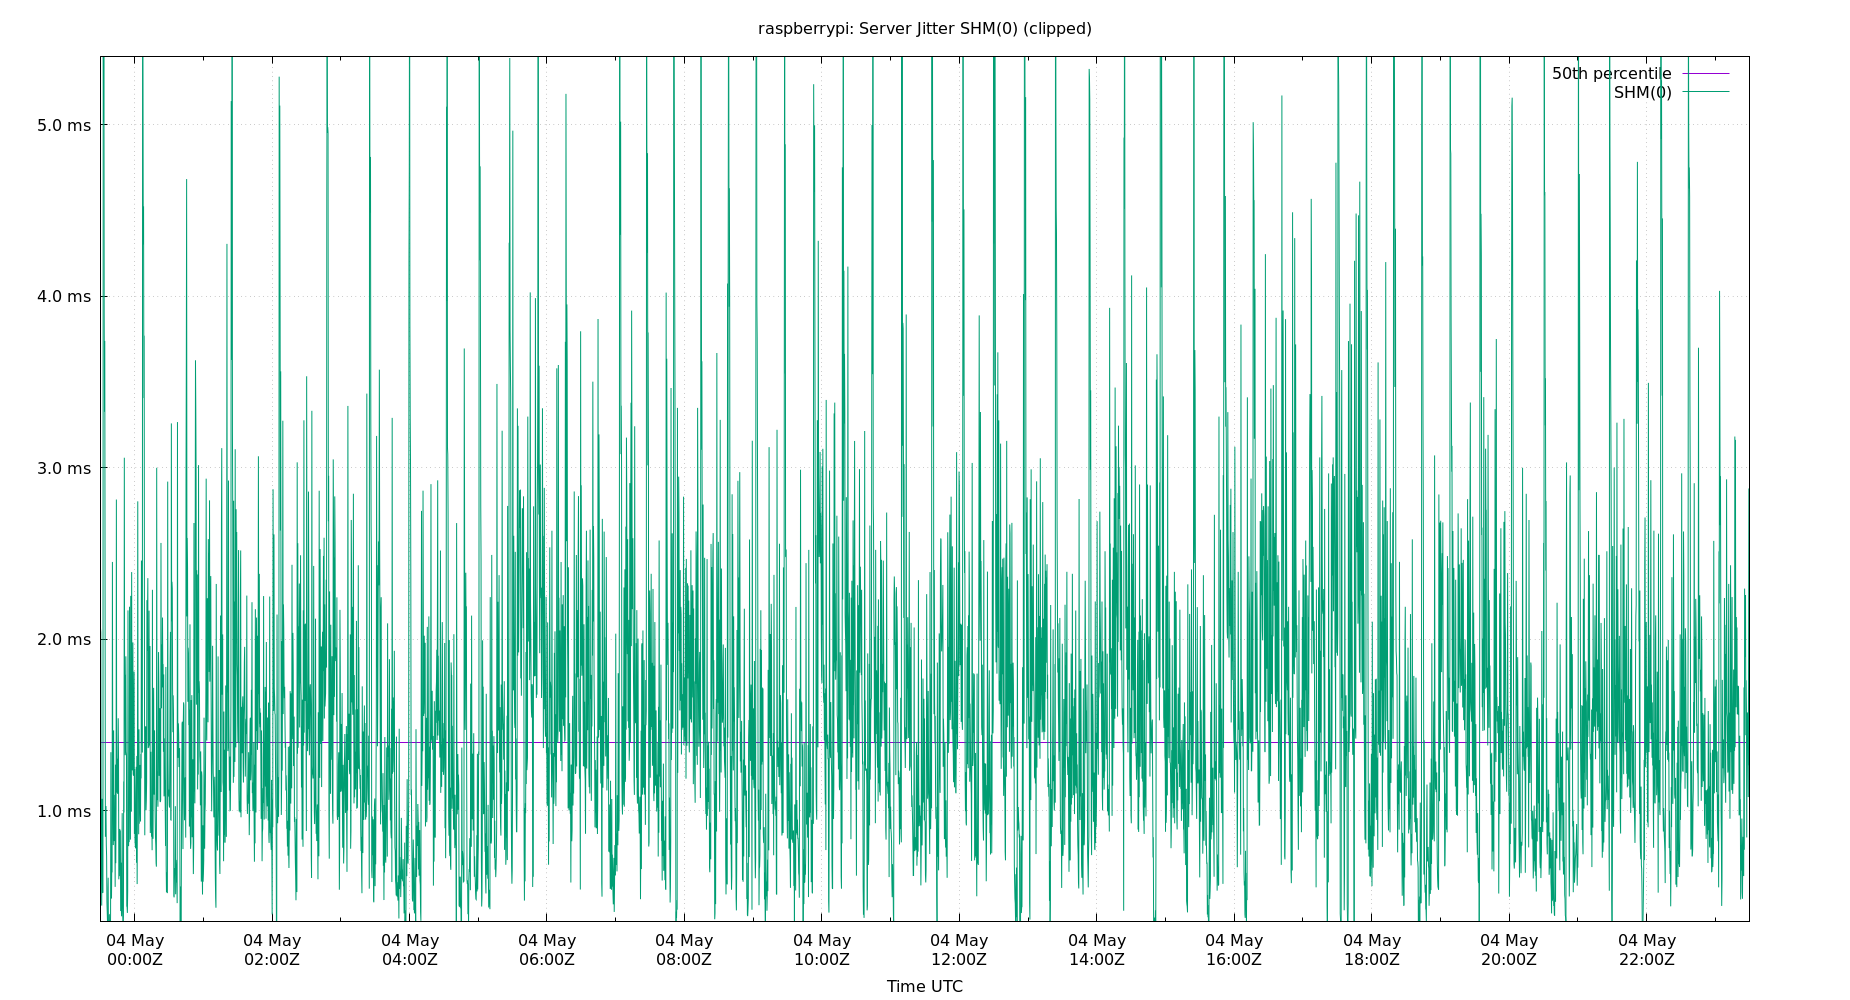 raspberrypi: Server Jitter SHM(0) (clipped)
50th percentile
SHM(0)
5.0 ms
4.0 ms
3.0 ms
2.0 ms
1.0 ms
04 May 04 May 04 May 04 May 04 May 04 May 04 May 04 May 04 May 04 May 04 May 04 May
00:00Z 02:00Z 04:00Z 06:00Z 08:00Z 10:00Z 12:00Z 14:00Z 16:00Z 18:00Z 20:00Z 22:00Z
Time UTC